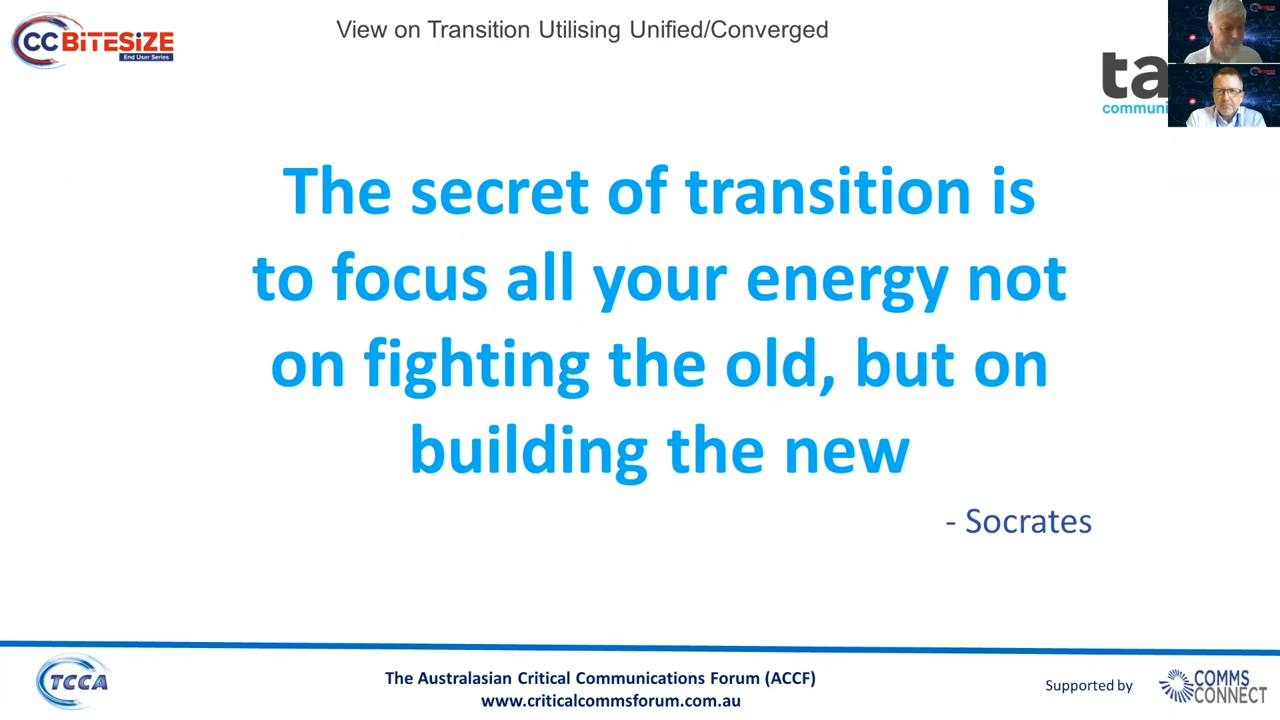 CC BiTESiZE
End User Series
View on Transition Utilising Unified/Converged
ta
communi
The secret of transition is
to focus all your energy not
on fighting the old, but on
building the new
- Socrates
TCCA
The Australasian Critical Communications Forum (ACCF)
www.criticalcommsforum.com.au
Supported by
COMMS
CONNECT